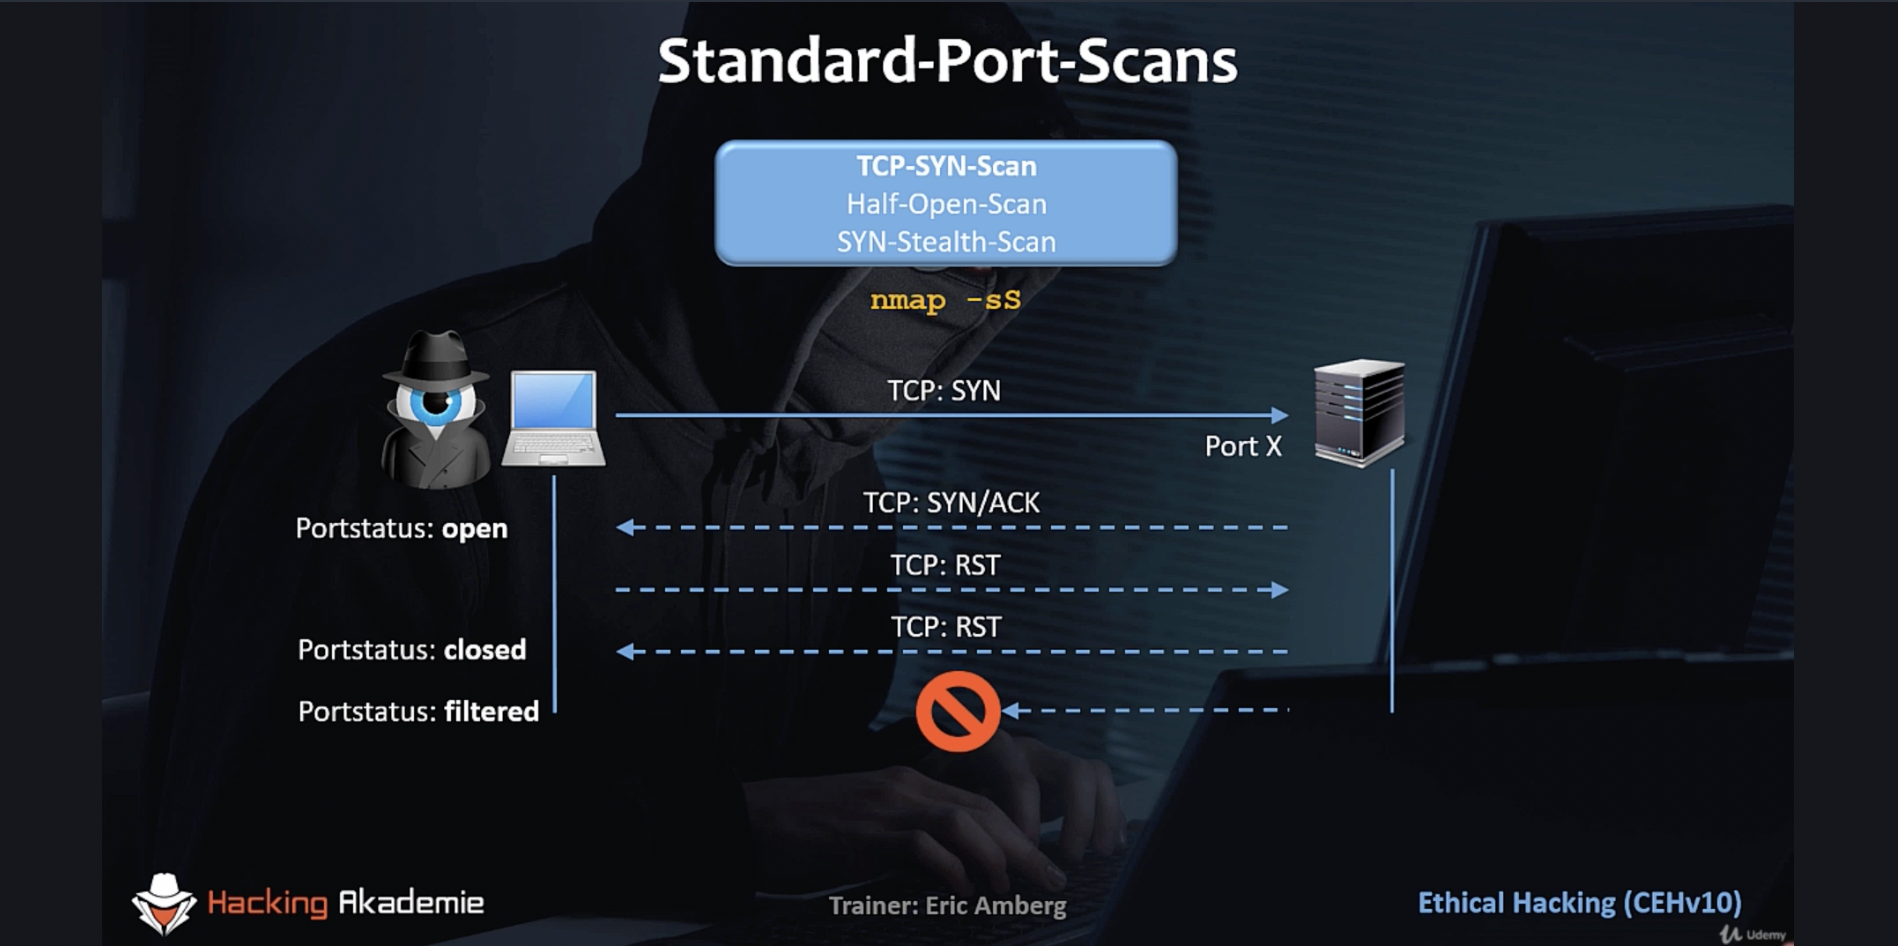 Standard-Port-Scans
TCP-SYN-Scan
Half-Open-Scan
SYN-Stealth-Scan
nmap -sS
TCP: SYN
Port X
TCP: SYN/ACK
Portstatus: open
TCP: RST
TCP: RST
Portstatus: closed
Portstatus: filtered
Hacking Akademie
Trainer: Eric Amberg
Ethical Hacking (CEHv10)
Udemy